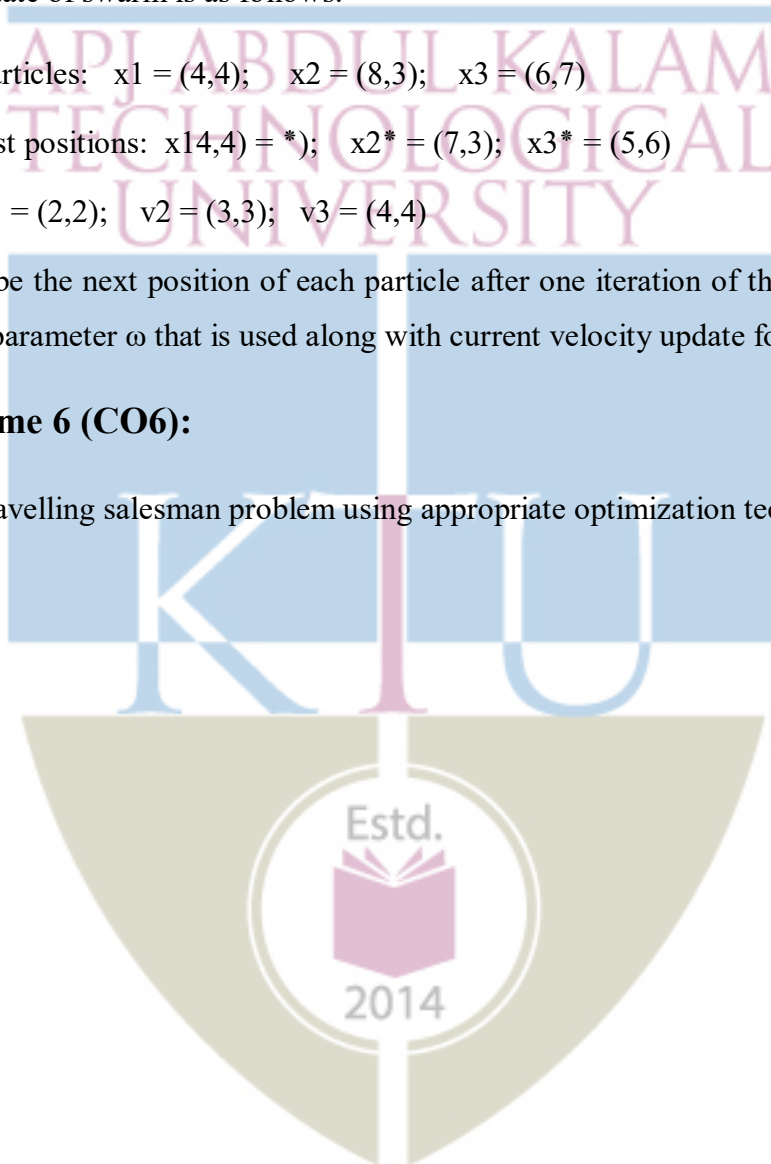 ate of swarm is as follows:
APJ ABDUL KALAM
articles: x1 = (4,4); x2 = (8,3); x3 = (6,7)
TECHNOLOGICAL
st positions: x14,4) = *); x2* = (7,3); x3* = (5,6)
UNIVERSITY
= (2,2); v2 = (3,3); v3 = (4,4)
be the next position of each particle after one iteration of th
parameter ω that is used along with current velocity update fo
me 6 (CO6):
avelling salesman problem using appropriate optimization tec
KTU
Estd.
2014